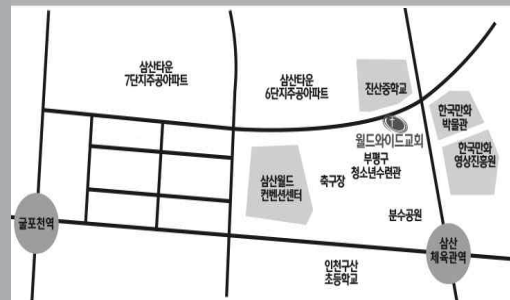 삼산타운
7단지주공아파트
삼산타운
6단지주공아파트
진산중학교
한국만화
박물관
월드와이드교회
한국만화
영상진흥원
부평구
청소년수련관
삼산월드
컨벤션센터
축구장
굴포천역
분수공원
삼산
체육관역
인천구산
초등학교